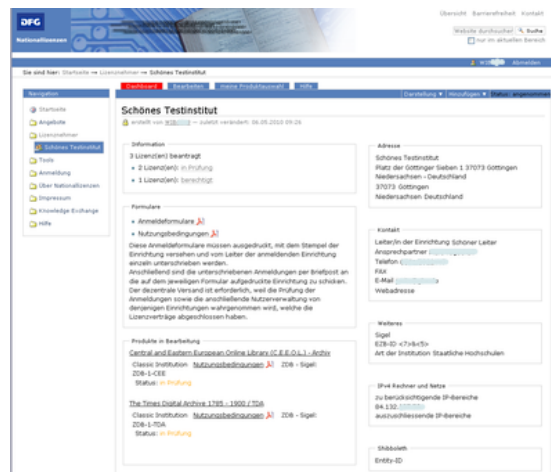 DFG
Nationallizenzen
Übersicht Barrierefreiheit Kontakt
Website durchsuchen Suche
nur im aktuellen Bereich
Abmelden
Sie sind hier: Startseite → Lizenznehmer → Schönes Testinstitut
Navigation
Startseite
Angebote
Lizenznehmer
Schönes Testinstitut
Tools
Anmeldung
Über Nationallizenzen
Impressum
Knowledge Exchange
Hilfe
Dashboard Bearbeiten meine Produktauswahl Hilfe
Darstellung Hinzufügen Status: angenommen
Schönes Testinstitut
erstellt von — zuletzt verändert: 06.05.2010 09:26
Information
3 Lizenz(en) beantragt
2 Lizenz(en): in Prüfung
1 Lizenz(en): berechtigt
Formulare
Anmeldeformulare
Nutzungsbedingungen
Diese Anmeldeformulare müssen ausgedruckt, mit dem Stempel der
Einrichtung versehen und vom Leiter der anmeldenden Einrichtung
einzeln unterschrieben werden.
Anschließend sind die unterschriebenen Anmeldungen per Briefpost an
die auf dem jeweiligen Formular aufgedruckte Einrichtung zu schicken.
Der dezentrale Versand ist erforderlich, weil die Prüfung der
Anmeldungen sowie die anschließende Nutzerverwaltung von
denjenigen Einrichtungen wahrgenommen wird, welche die
Lizenzverträge abgeschlossen haben.
Produkte in Bearbeitung
Central and Eastern European Online Library (C.E.E.O.L.) - Archiv
Classic Institution Nutzungsbedingungen ZDB - Sigel:
ZDB-1-CEE
Status: in Prüfung
The Times Digital Archive 1785 - 1900 / TDA
Classic Institution Nutzungsbedingungen ZDB - Sigel:
ZDB-1-TDA
Status: in Prüfung
Adresse
Schönes Testinstitut
Platz der Göttinger Sieben 1 37073 Göttingen
Niedersachsen - Deutschland
37073 Göttingen
Niedersachsen Deutschland
Kontakt
Leiter/in der Einrichtung Schöner Leiter
Ansprechpartner
Telefon
FAX
E-Mail
Webadresse
Weiteres
Sigel
EZB-ID <7>&<5>
Art der Institution Staatliche Hochschulen
IPv4 Rechner und Netze
zu berücksichtigende IP-Bereiche
84.132.
auszuschliessende IP-Bereiche
Shibboleth
Entity-ID